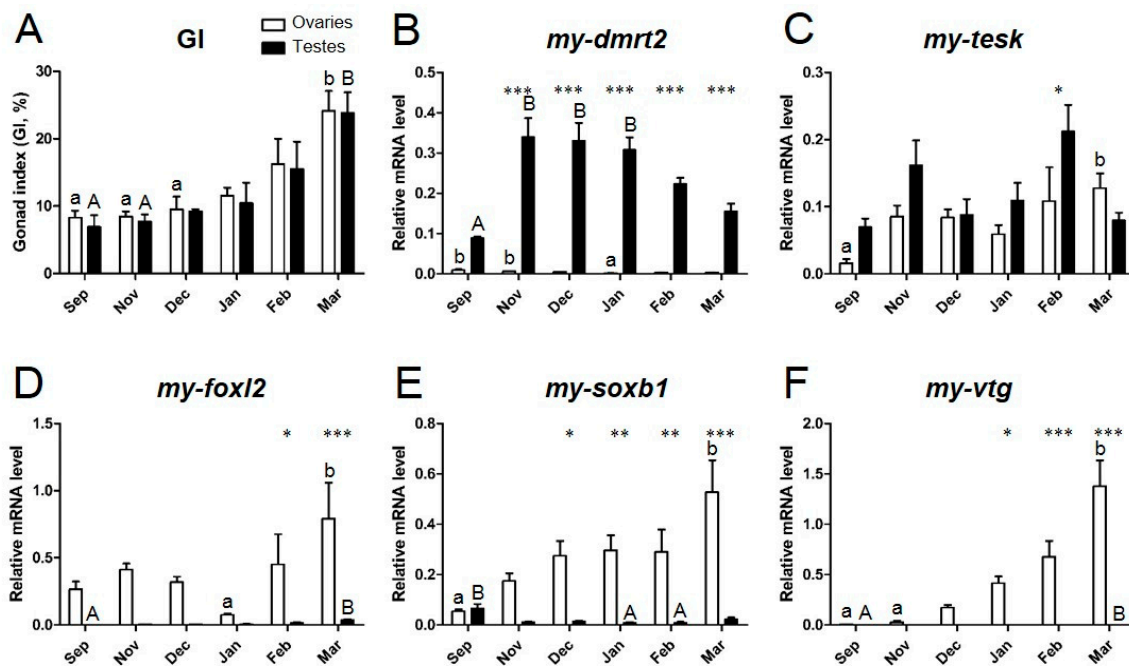 A
GI
Ovaries
Testes
Gonad index (GI, %)
30
20
10
0
a A a A a b B
Sep Nov Dec Jan Feb Mar
B
my-dmrt2
Relative mRNA level
0.5
0.4
0.3
0.2
0.1
0.0
*** *** *** *** ***
b A b B B a B
Sep Nov Dec Jan Feb Mar
C
my-tesk
Relative mRNA level
0.3
0.2
0.1
0.0
*
a b
Sep Nov Dec Jan Feb Mar
D
my-foxl2
Relative mRNA level
1.5
1.0
0.5
0.0
* ***
A a b B
Sep Nov Dec Jan Feb Mar
E
my-soxb1
Relative mRNA level
0.8
0.6
0.4
0.2
0.0
* ** ** ***
a B A A b
Sep Nov Dec Jan Feb Mar
F
my-vtg
Relative mRNA level
2.0
1.5
1.0
0.5
0.0
* *** ***
a A a b B
Sep Nov Dec Jan Feb Mar